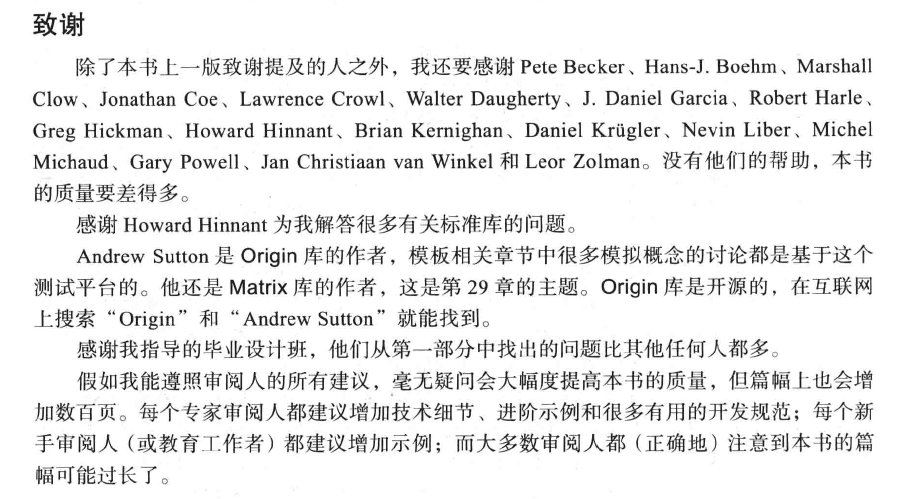 致谢
除了本书上一版致谢提及的人之外，我还要感谢 Pete Becker、Hans-J. Boehm、Marshall
Clow、Jonathan Coe、Lawrence Crowl、Walter Daugherty、J. Daniel Garcia、Robert Harle、
Greg Hickman、Howard Hinnant、Brian Kernighan、Daniel Krügler、Nevin Liber、Michel
Michaud、Gary Powell、Jan Christiaan van Winkel 和 Leor Zolman。没有他们的帮助，本书
的质量要差得多。
感谢 Howard Hinnant 为我解答很多有关标准库的问题。
Andrew Sutton 是 Origin 库的作者，模板相关章节中很多模拟概念的讨论都是基于这个
测试平台的。他还是 Matrix 库的作者，这是第 29 章的主题。Origin 库是开源的，在互联网
上搜索“Origin”和“Andrew Sutton”就能找到。
感谢我指导的毕业设计班，他们从第一部分中找出的问题比其他任何人都多。
假如我能遵照审阅人的所有建议，毫无疑问会大幅度提高本书的质量，但篇幅上也会增
加数百页。每个专家审阅人都建议增加技术细节、进阶示例和很多有用的开发规范；每个新
手审阅人（或教育工作者）都建议增加示例；而大多数审阅人都（正确地）注意到本书的篇
幅可能过长了。